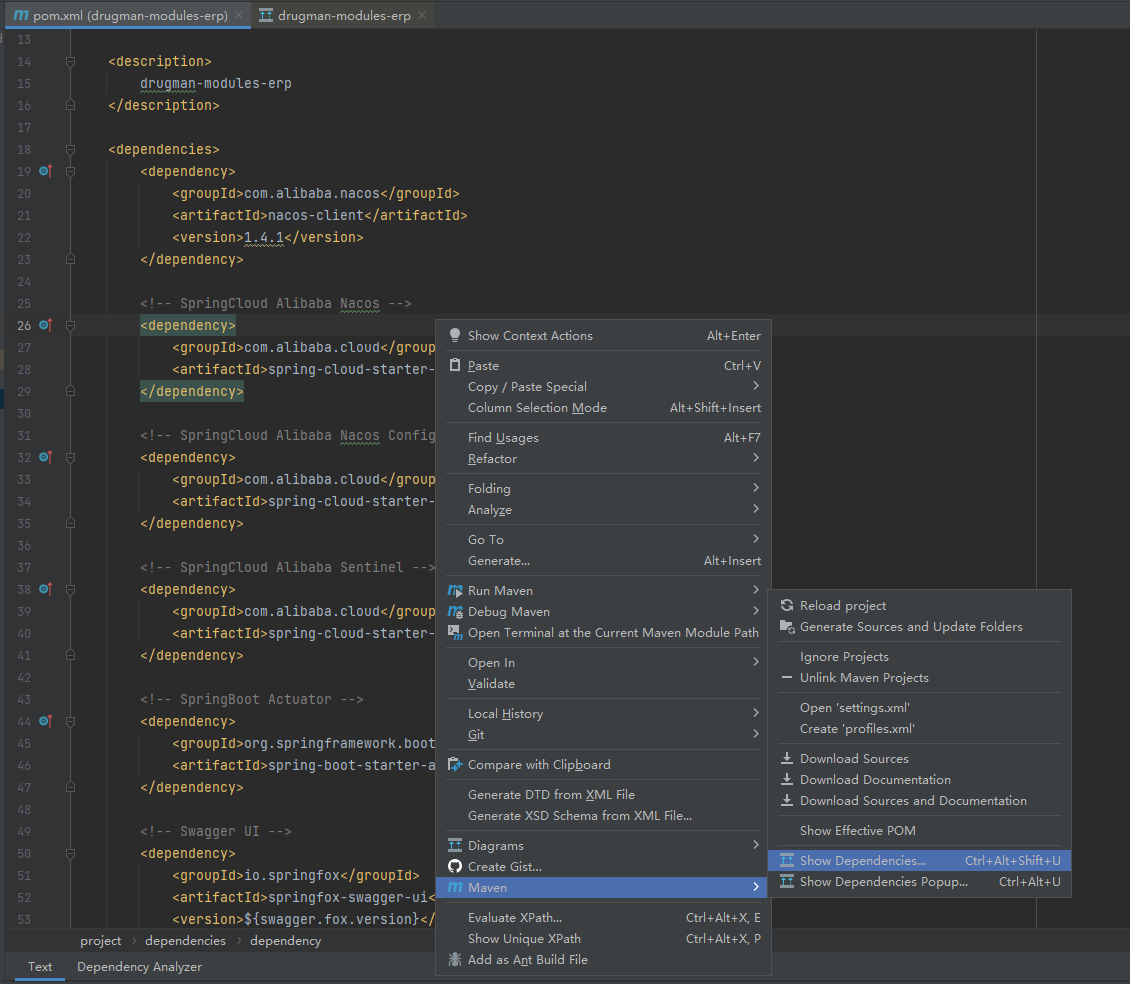 pom.xml (drugman-modules-erp)
drugman-modules-erp
13
14 <description>
15 drugman-modules-erp
16 </description>
17
18 <dependencies>
19 <dependency>
20 <groupId>com.alibaba.nacos</groupId>
21 <artifactId>nacos-client</artifactId>
22 <version>1.4.1</version>
23 </dependency>
24
25 <!-- SpringCloud Alibaba Nacos -->
26 <dependency>
27 <groupId>com.alibaba.cloud</group
28 <artifactId>spring-cloud-starter-
29 </dependency>
30
31 <!-- SpringCloud Alibaba Nacos Config
32 <dependency>
33 <groupId>com.alibaba.cloud</group
34 <artifactId>spring-cloud-starter-
35 </dependency>
36
37 <!-- SpringCloud Alibaba Sentinel -->
38 <dependency>
39 <groupId>com.alibaba.cloud</group
40 <artifactId>spring-cloud-starter-
41 </dependency>
42
43 <!-- SpringBoot Actuator -->
44 <dependency>
45 <groupId>org.springframework.boot
46 <artifactId>spring-boot-starter-a
47 </dependency>
48
49 <!-- Swagger UI -->
50 <dependency>
51 <groupId>io.springfox</groupId>
52 <artifactId>springfox-swagger-ui<
53 <version>${swagger.fox.version}</
project > dependencies > dependency
Text Dependency Analyzer
Show Context Actions Alt+Enter
Paste Ctrl+V
Copy / Paste Special
Column Selection Mode Alt+Shift+Insert
Find Usages Alt+F7
Refactor
Folding
Analyze
Go To
Generate... Alt+Insert
Run Maven
Debug Maven
Open Terminal at the Current Maven Module Path
Open In
Validate
Local History
Git
Compare with Clipboard
Generate DTD from XML File
Generate XSD Schema from XML File...
Diagrams
Create Gist...
Maven
Evaluate XPath... Ctrl+Alt+X, E
Show Unique XPath Ctrl+Alt+X, P
Add as Ant Build File
Reload project
Generate Sources and Update Folders
Ignore Projects
Unlink Maven Projects
Open 'settings.xml'
Create 'profiles.xml'
Download Sources
Download Documentation
Download Sources and Documentation
Show Effective POM
Show Dependencies... Ctrl+Alt+Shift+U
Show Dependencies Popup... Ctrl+Alt+U